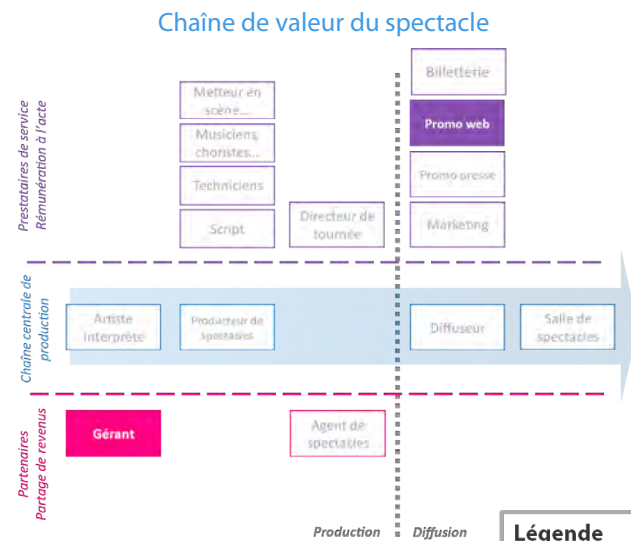 Chaîne de valeur du spectacle
Prestataires de service
Rémunération à l'acte
Metteur en
scène...
Musiciens,
choristes...
Techniciens
Script
Directeur de
tournée
Billetterie
Promo web
Promo presse
Marketing
Chaîne centrale de
production
Artiste
interprète
Producteur de
spectacles
Diffuseur
Salle de
spectacles
Partenaires
Partage de revenus
Gérant
Agent de
spectacles
Production
Diffusion
Légende